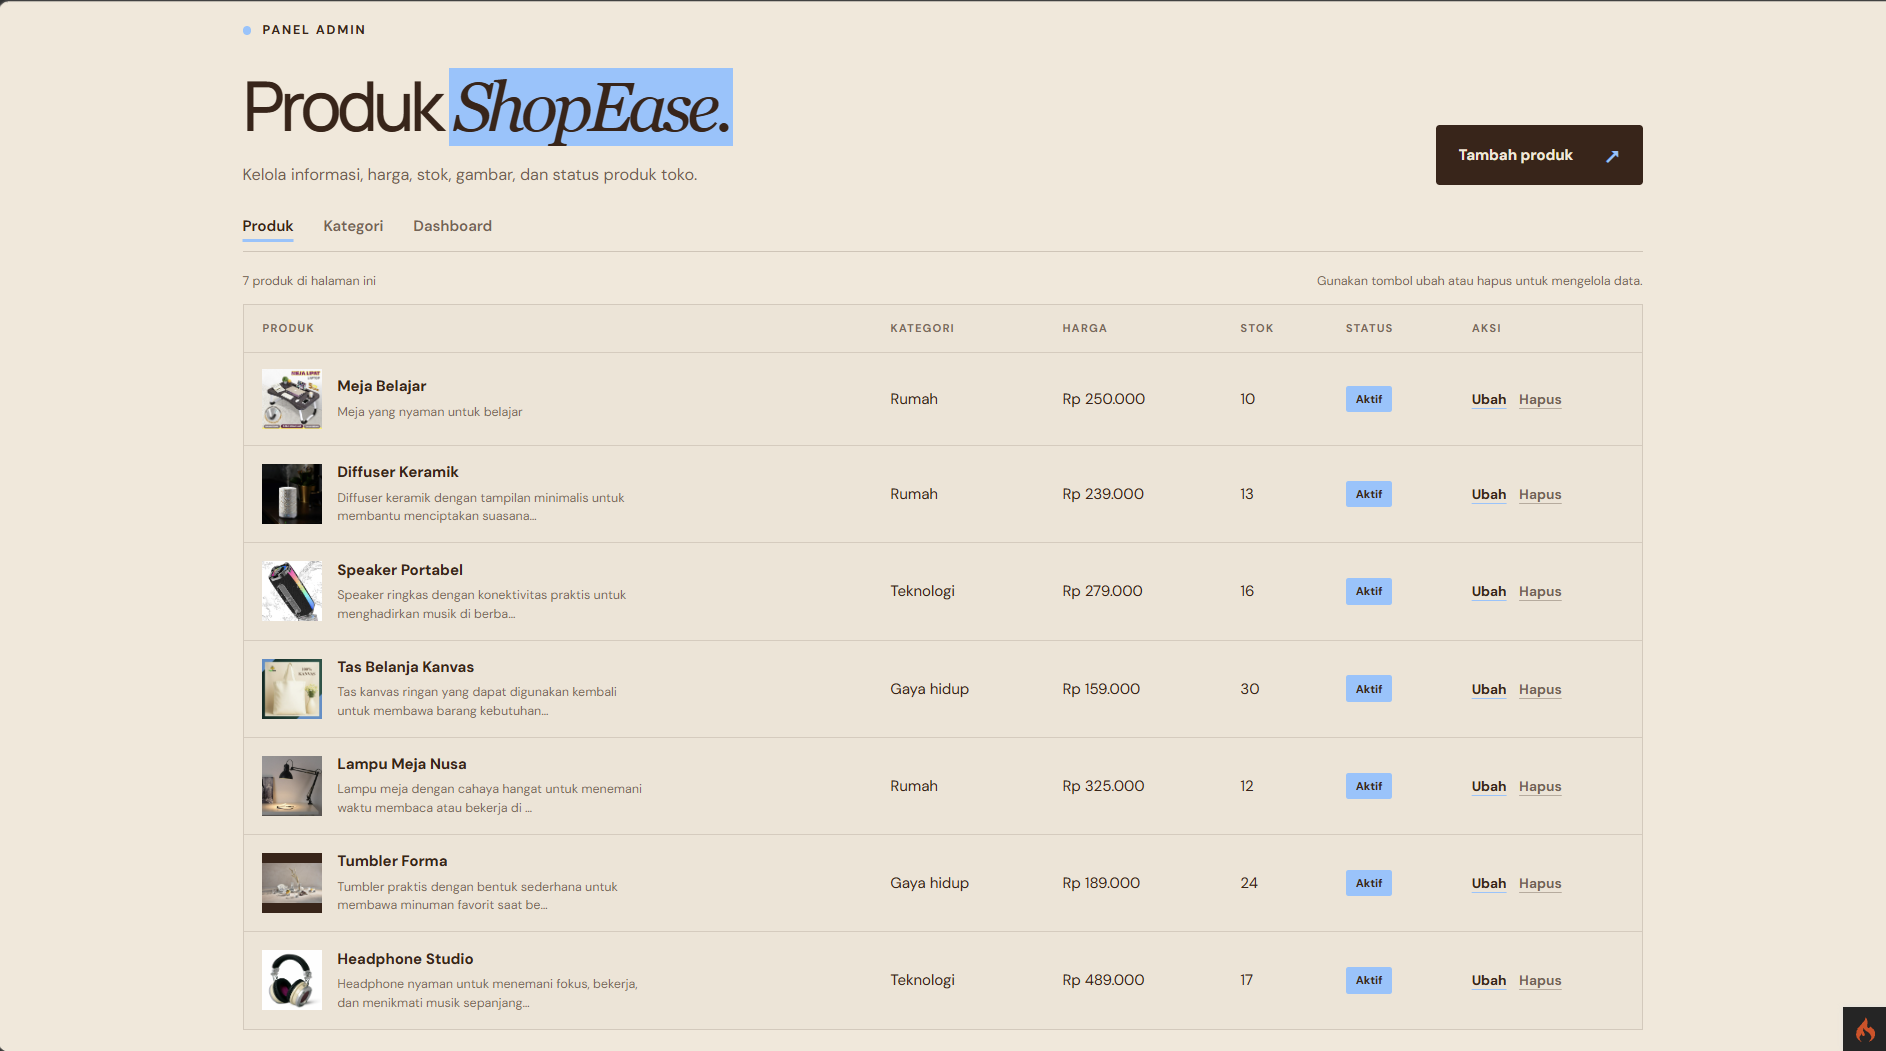 PANEL ADMIN
Produk ShopEase.
Kelola informasi, harga, stok, gambar, dan status produk toko.
Tambah produk ↗
Produk Kategori Dashboard
7 produk di halaman ini
Gunakan tombol ubah atau hapus untuk mengelola data.
PRODUK KATEGORI HARGA STOK STATUS AKSI
MEJA LIPAT
Meja Belajar
Meja yang nyaman untuk belajar
Rumah Rp 250.000 10 Aktif Ubah Hapus
Diffuser Keramik
Diffuser keramik dengan tampilan minimalis untuk
membantu menciptakan suasana...
Rumah Rp 239.000 13 Aktif Ubah Hapus
Speaker Portabel
Speaker ringkas dengan konektivitas praktis untuk
menghadirkan musik di berba...
Teknologi Rp 279.000 16 Aktif Ubah Hapus
Tas Belanja Kanvas
Tas kanvas ringan yang dapat digunakan kembali
untuk membawa barang kebutuhan...
Gaya hidup Rp 159.000 30 Aktif Ubah Hapus
Lampu Meja Nusa
Lampu meja dengan cahaya hangat untuk menemani
waktu membaca atau bekerja di ...
Rumah Rp 325.000 12 Aktif Ubah Hapus
Tumbler Forma
Tumbler praktis dengan bentuk sederhana untuk
membawa minuman favorit saat be...
Gaya hidup Rp 189.000 24 Aktif Ubah Hapus
Headphone Studio
Headphone nyaman untuk menemani fokus, bekerja,
dan menikmati musik sepanjang...
Teknologi Rp 489.000 17 Aktif Ubah Hapus